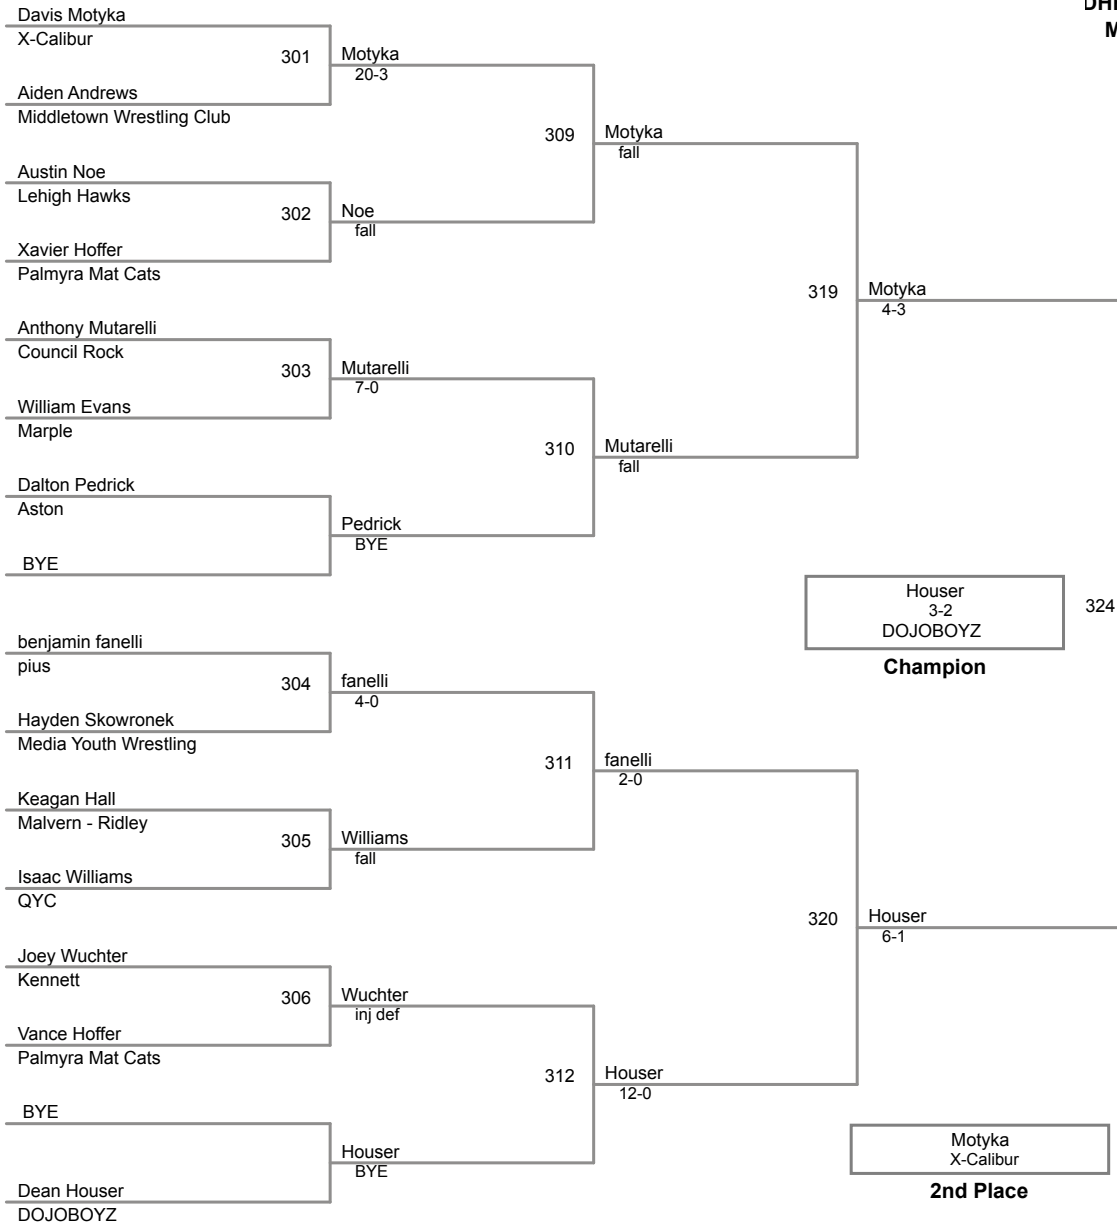 DHI
M
Davis Motyka
X-Calibur
301
Motyka
20-3
Aiden Andrews
Middletown Wrestling Club
309
Motyka
fall
Austin Noe
Lehigh Hawks
302
Noe
fall
Xavier Hoffer
Palmyra Mat Cats
319
Motyka
4-3
Anthony Mutarelli
Council Rock
303
Mutarelli
7-0
William Evans
Marple
310
Mutarelli
fall
Dalton Pedrick
Aston
Pedrick
BYE
BYE
Houser
3-2
DOJOBOYZ
324
Champion
benjamin fanelli
pius
304
fanelli
4-0
Hayden Skowronek
Media Youth Wrestling
311
fanelli
2-0
Keagan Hall
Malvern - Ridley
305
Williams
fall
Isaac Williams
QYC
320
Houser
6-1
Joey Wuchter
Kennett
306
Wuchter
inj def
Vance Hoffer
Palmyra Mat Cats
312
Houser
12-0
BYE
Houser
BYE
Dean Houser
DOJOBOYZ
Motyka
X-Calibur
2nd Place